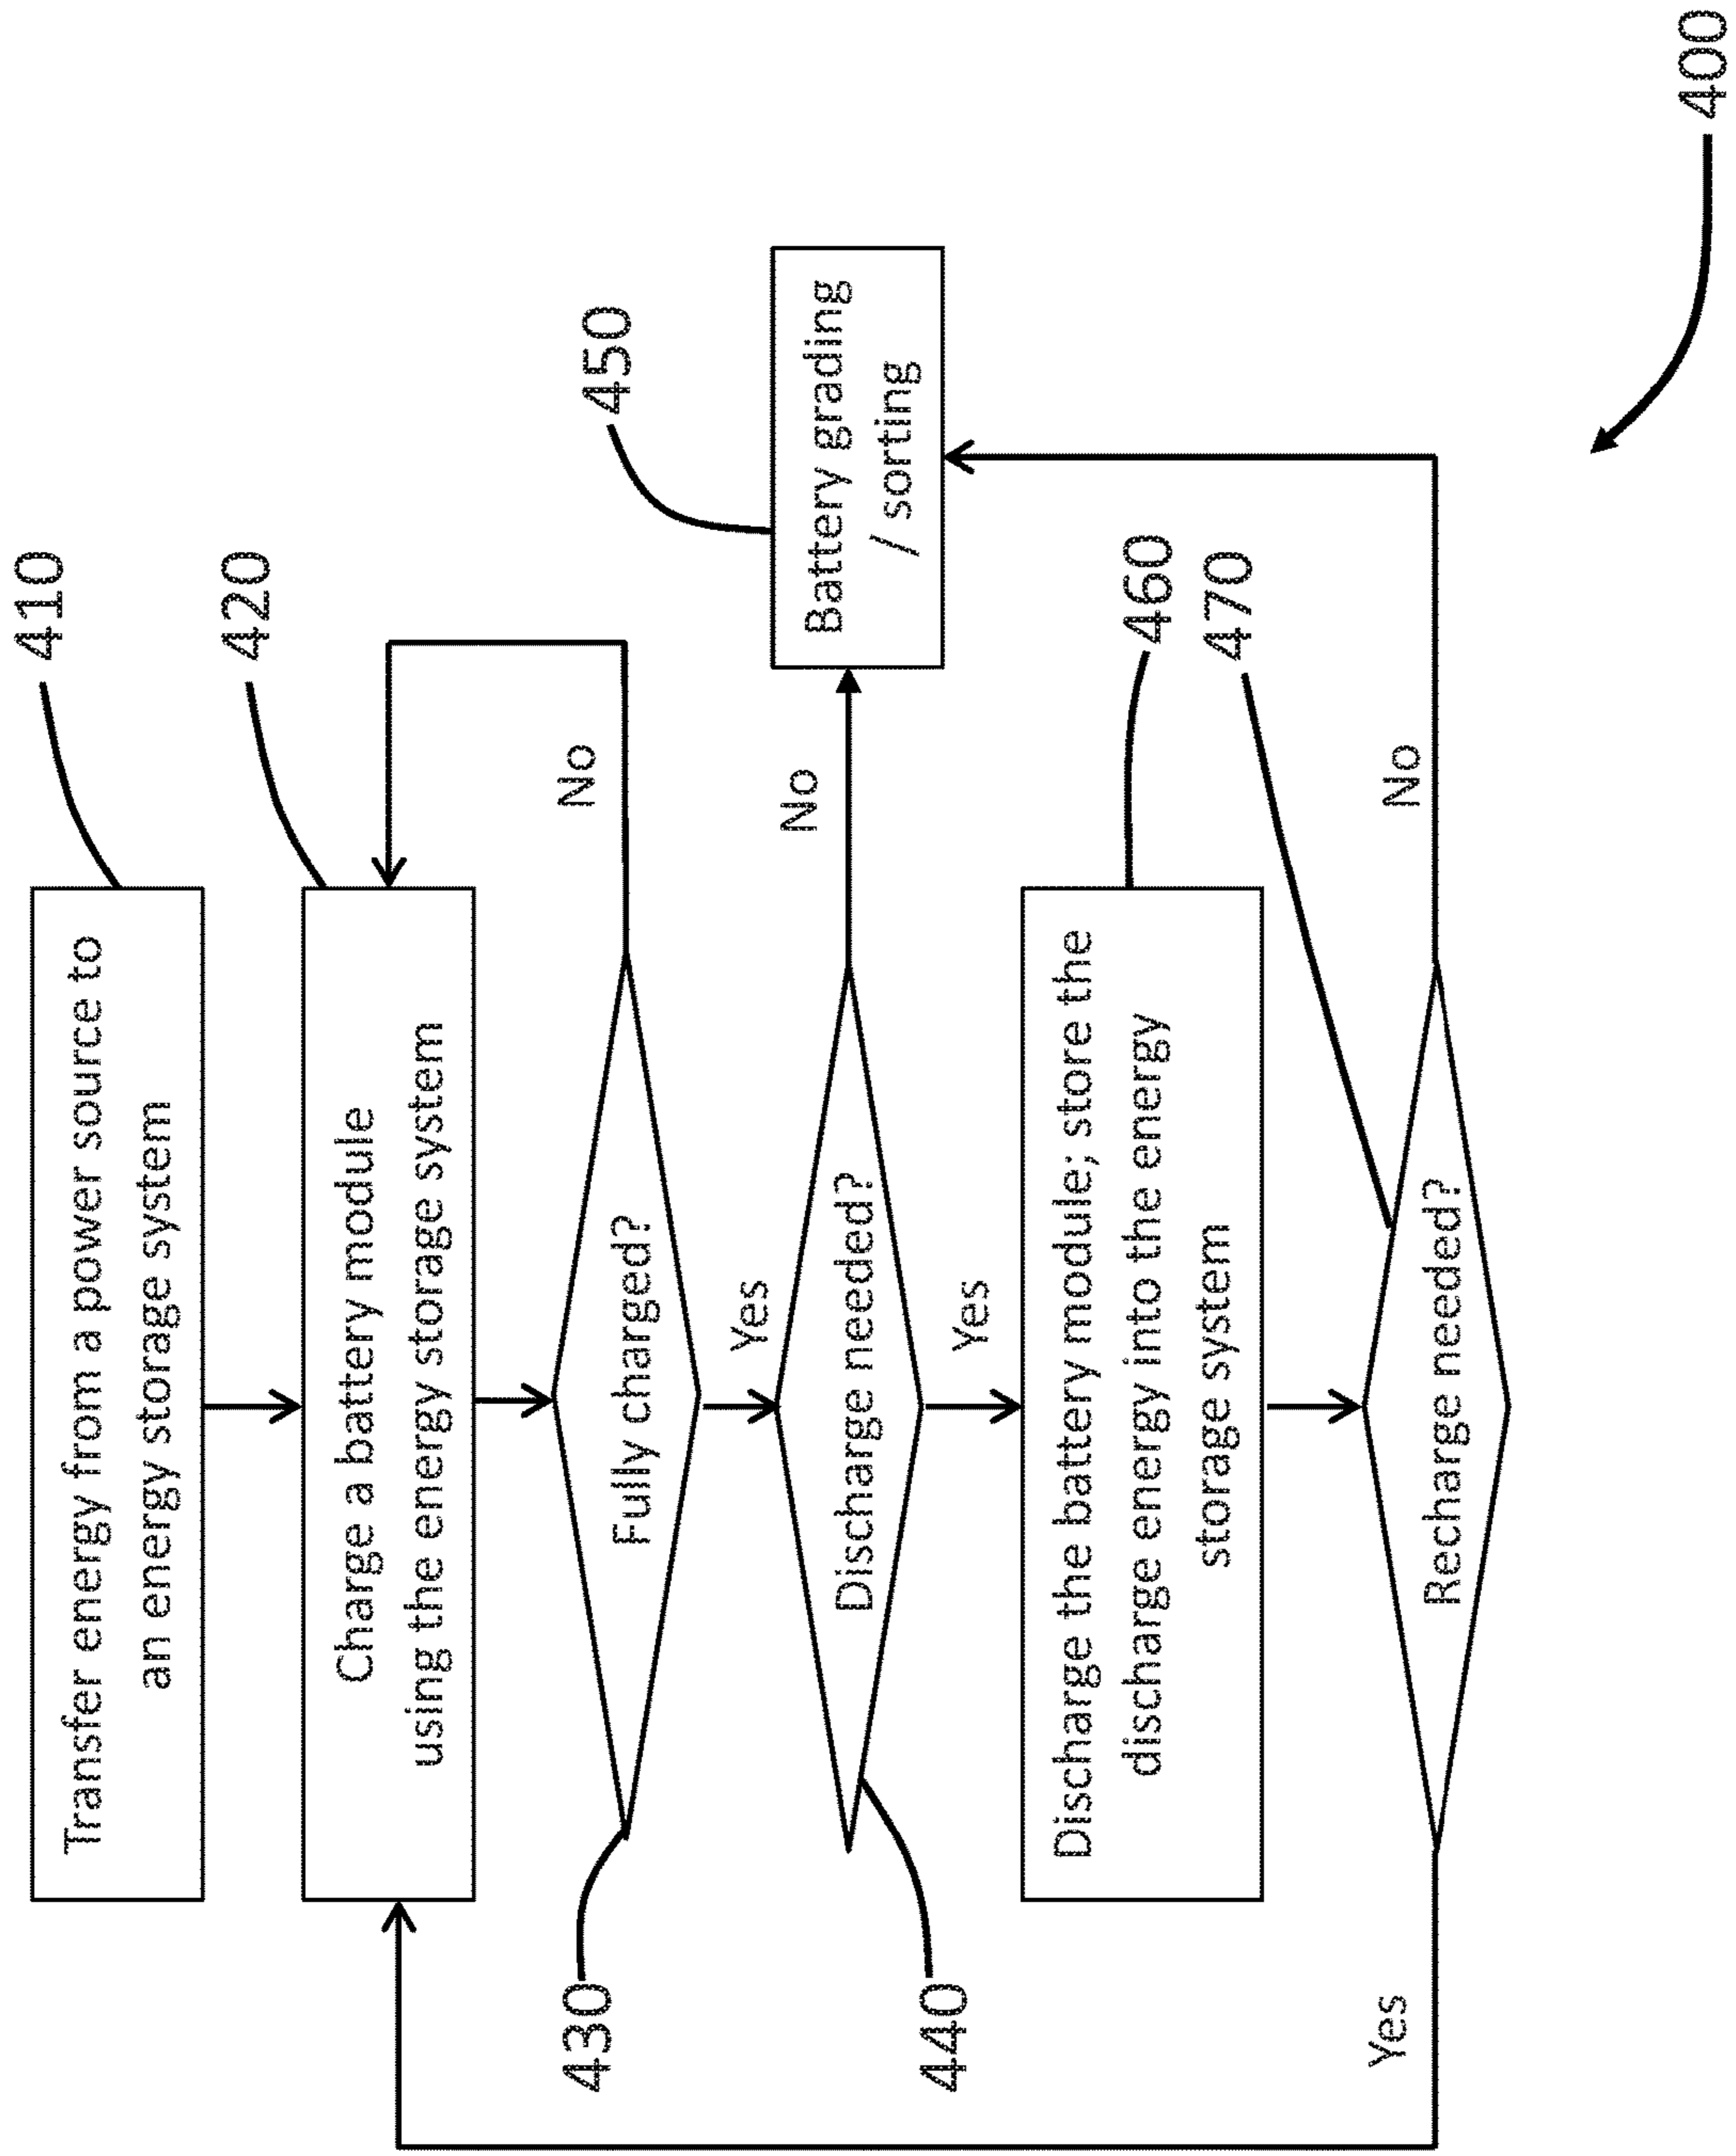 410
Transfer energy from a power source to
an energy storage system
420
Charge a battery module
using the energy storage system
430
Fully charged?
No
Yes
440
Discharge needed?
No
450
Battery grading
/ sorting
Yes
460
Discharge the battery module; store the
discharge energy into the energy
storage system
470
Recharge needed?
Yes
No
400